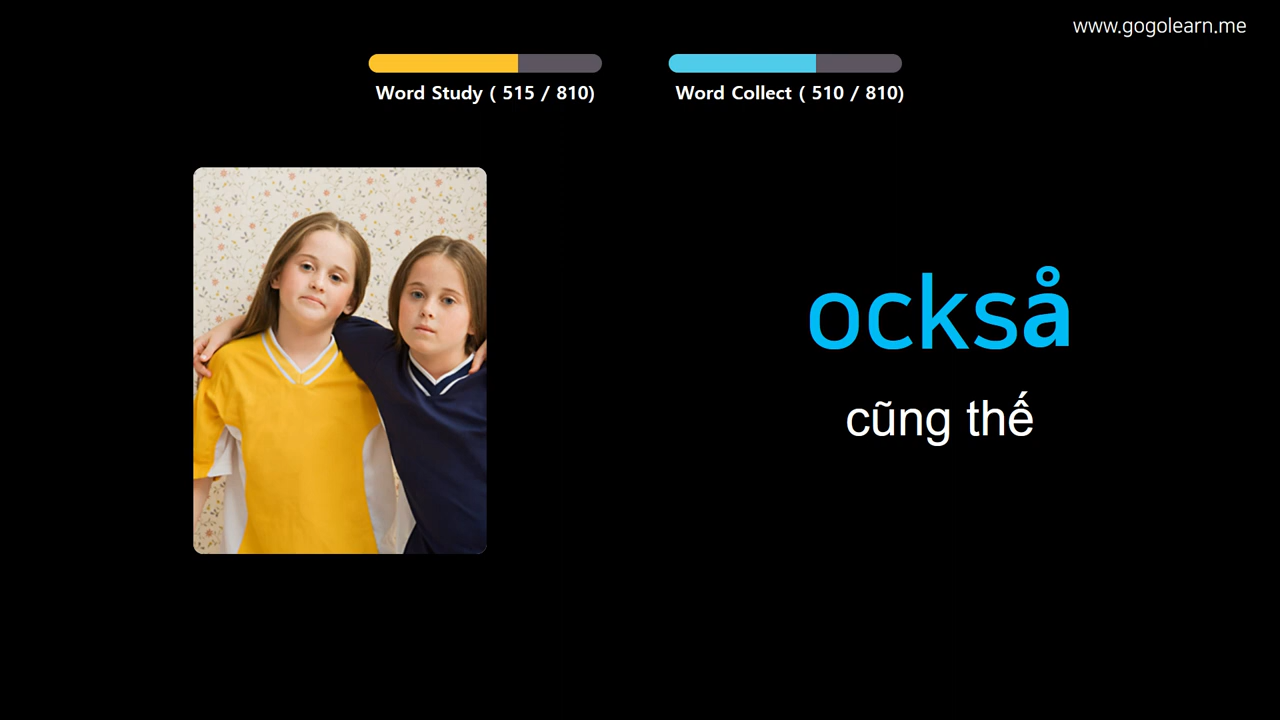 www.gogolearn.me
Word Study ( 515 / 810)
Word Collect ( 510 / 810)
också
cũng thế